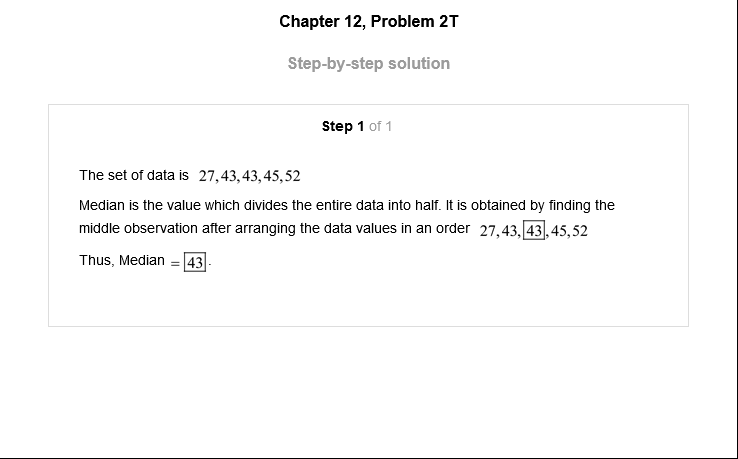 Chapter 12, Problem 2T
Step-by-step solution
Step 1 of 1
The set of data is 27,43,43,45,52
Median is the value which divides the entire data into half. It is obtained by finding the
middle observation after arranging the data values in an order 27,43,43,45,52
Thus, Median = 43.